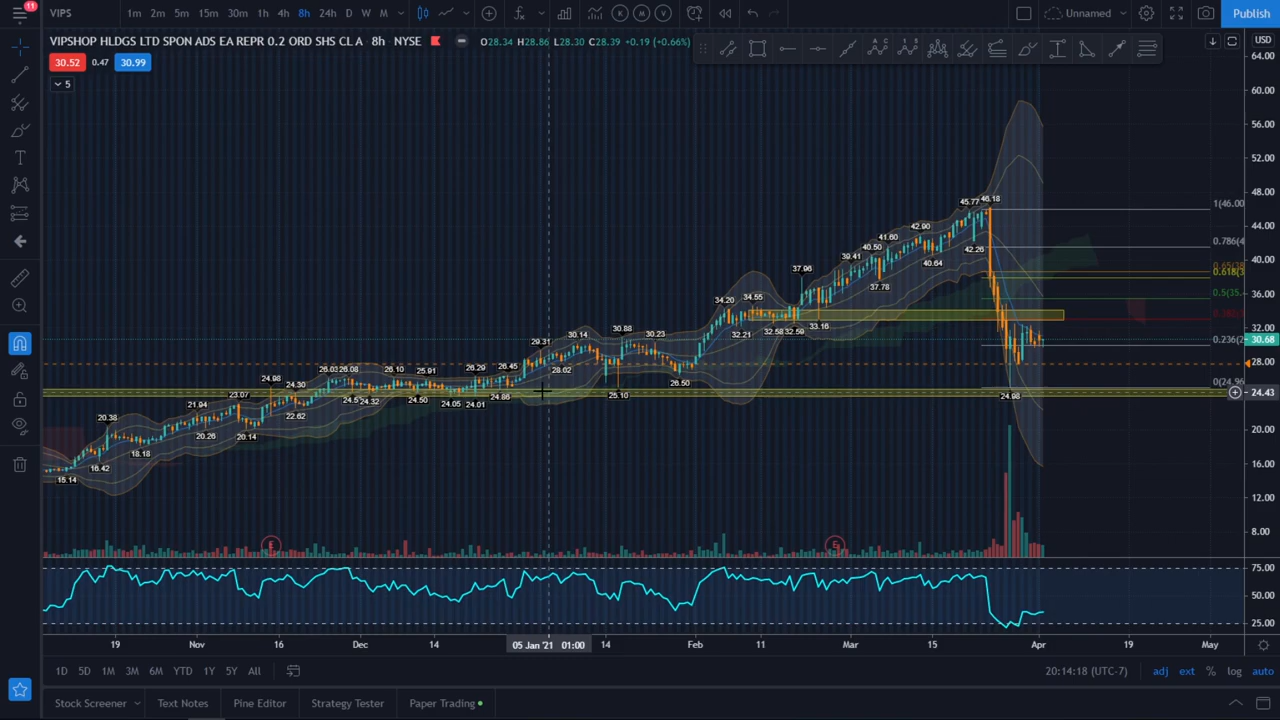 11
VIPS 1m 2m 5m 15m 30m 1h 4h 8h 24h D W M K M V Unnamed Publish
VIPSHOP HLDGS LTD SPON ADS EA REPR 0.2 ORD SHS CL A · 8h · NYSE O28.34 H28.86 L28.30 C28.39 +0.19 (+0.66%) USD
30.52 0.47 30.99
5
64.00
60.00
56.00
52.00
48.00
45.77 46.18 1(46.00
44.00
42.90
41.60
40.50 42.26 0.786(4
39.41 40.64 40.00
37.96
37.78 0.618(3
36.00
34.20 34.55 0.5(35.
32.21 32.58 32.59 33.16
32.00
29.31 30.14 30.88 30.23 0.236(2 30.68
28.02 28.00
24.98 24.30 26.03 26.08 26.10 25.91 26.29 26.45 26.50
0(24.96
20.38 21.94 23.07 22.62 24.32 24.50 24.05 24.01 24.86 25.10 24.98 24.43
20.26 20.14 20.00
16.42 18.18 16.00
15.14
12.00
8.00
E E
75.00
50.00
25.00
19 Nov 16 Dec 14 05 Jan '21 01:00 14 Feb 11 Mar 15 Apr 19 May
1D 5D 1M 3M 6M YTD 1Y 5Y All 20:14:18 (UTC-7) adj ext % log auto
Stock Screener Text Notes Pine Editor Strategy Tester Paper Trading